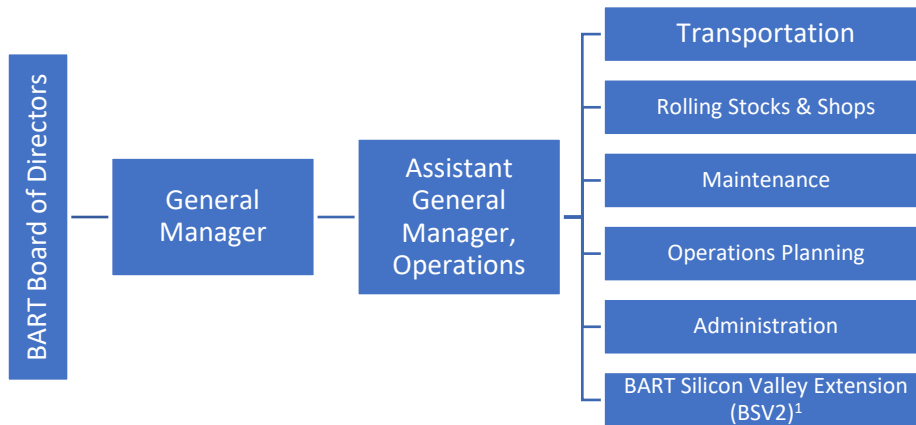 BART Board of Directors
General
Manager
Assistant
General
Manager,
Operations
Transportation
Rolling Stocks & Shops
Maintenance
Operations Planning
Administration
BART Silicon Valley Extension
(BSV2)¹